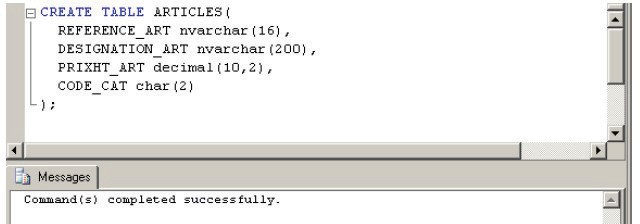 CREATE TABLE ARTICLES(
REFERENCE_ART nvarchar(16),
DESIGNATION_ART nvarchar(200),
PRIXHT_ART decimal(10,2),
CODE_CAT char(2)
);
Messages
Command(s) completed successfully.